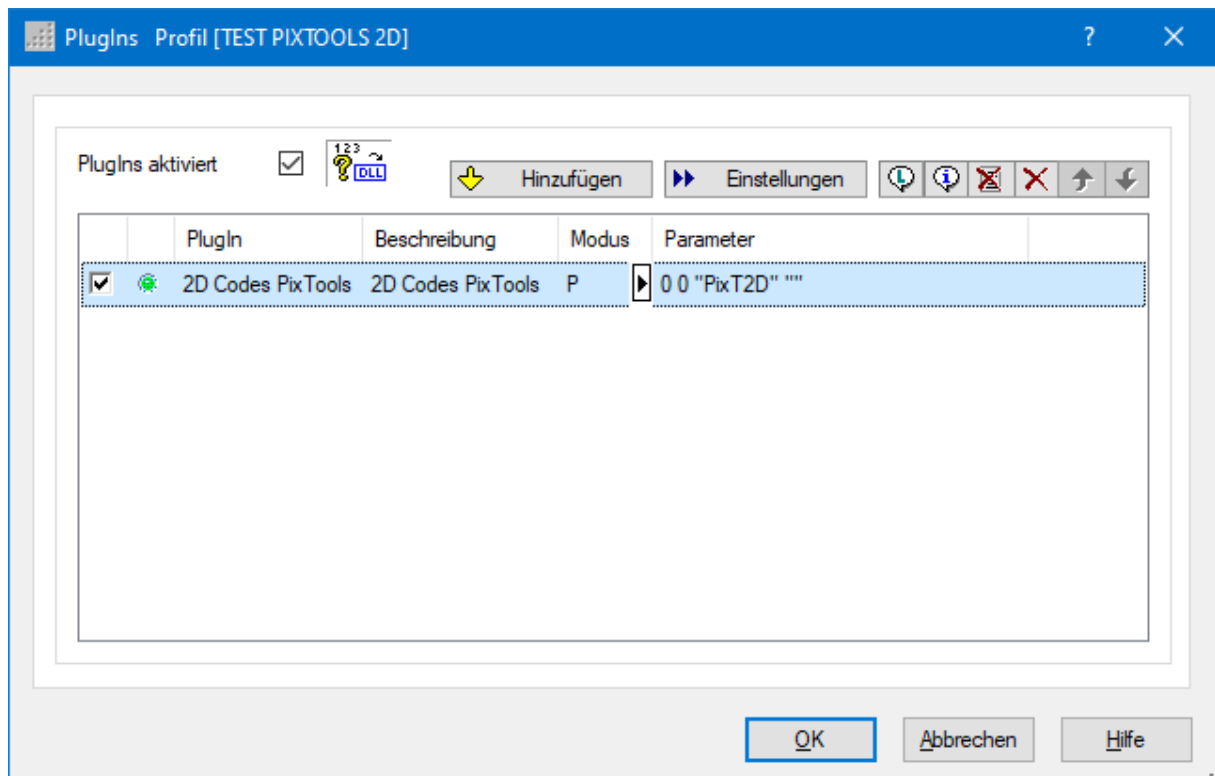 PlugIns Profil [TEST PIXTOOLS 2D] ?
PlugIns aktiviert
123
? DLL
Hinzufügen
Einstellungen
L
i
PlugIn Beschreibung Modus Parameter
2D Codes PixTools 2D Codes PixTools P 0 0 "PixT2D" ""
OK Abbrechen Hilfe